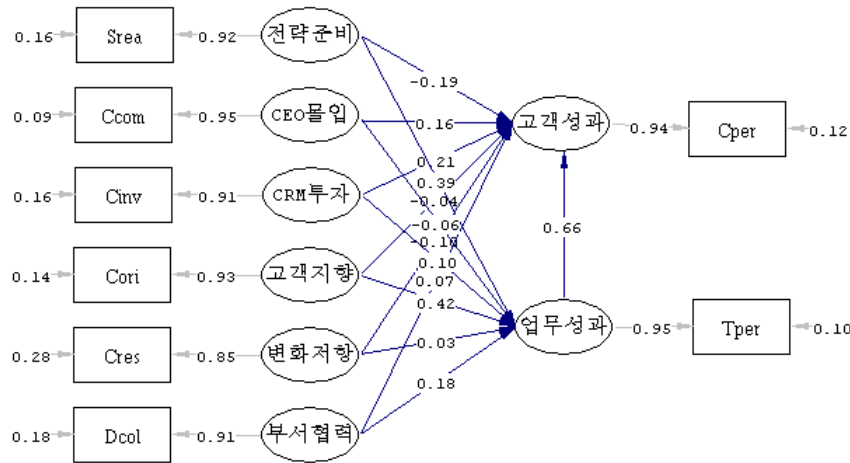 0.16 Srea 0.92 전략준비
-0.19
0.09 Ccom 0.95 CEO몰입 0.16 고객성과 0.94 Cper 0.12
0.21
0.16 Cinv 0.91 CRM투자 0.39
-0.04
-0.06 0.66
0.14 Cori 0.93 고객지향 0.10
0.07
0.42
업무성과 0.95 Tper 0.10
0.28 Cres 0.85 변화저항 0.03
0.18
0.18 Dcol 0.91 부서협력